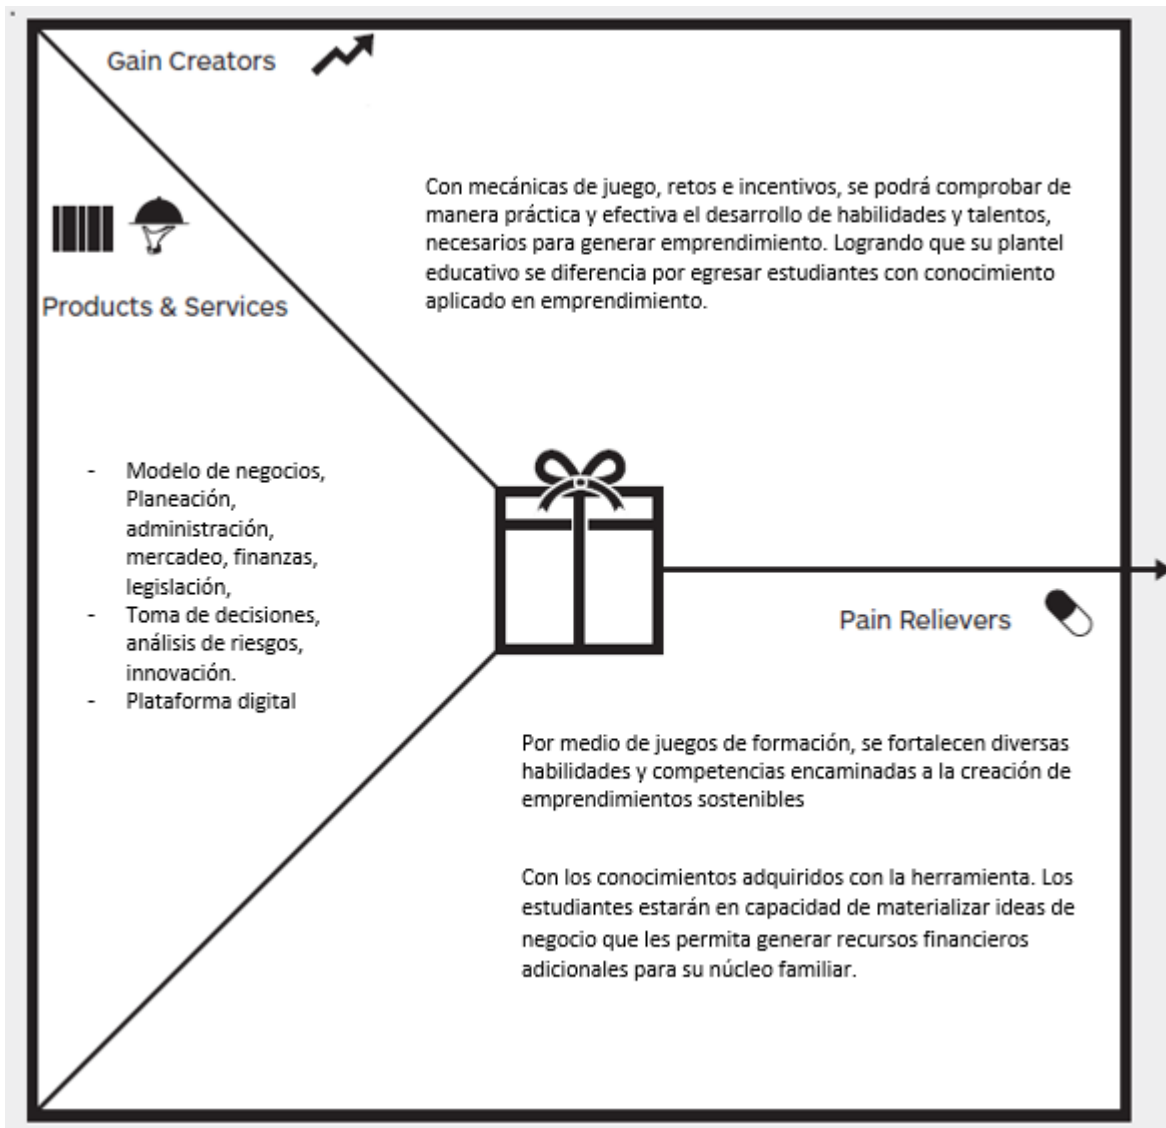 Gain Creators
Con mecánicas de juego, retos e incentivos, se podrá comprobar de
manera práctica y efectiva el desarrollo de habilidades y talentos,
necesarios para generar emprendimiento. Logrando que su plantel
educativo se diferencia por egresar estudiantes con conocimiento
aplicado en emprendimiento.
Products & Services
- Modelo de negocios,
Planeación,
administración,
mercadeo, finanzas,
legislación,
- Toma de decisiones,
análisis de riesgos,
innovación.
- Plataforma digital
Pain Relievers
Por medio de juegos de formación, se fortalecen diversas
habilidades y competencias encaminadas a la creación de
emprendimientos sostenibles
Con los conocimientos adquiridos con la herramienta. Los
estudiantes estarán en capacidad de materializar ideas de
negocio que les permita generar recursos financieros
adicionales para su núcleo familiar.